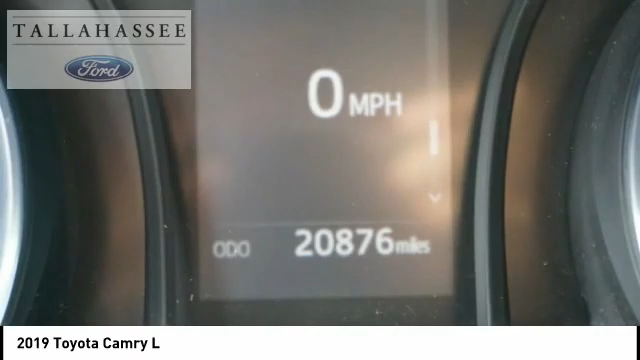 TALLAHASSEE
Ford
0 MPH
ODO 20876 miles
2019 Toyota Camry L